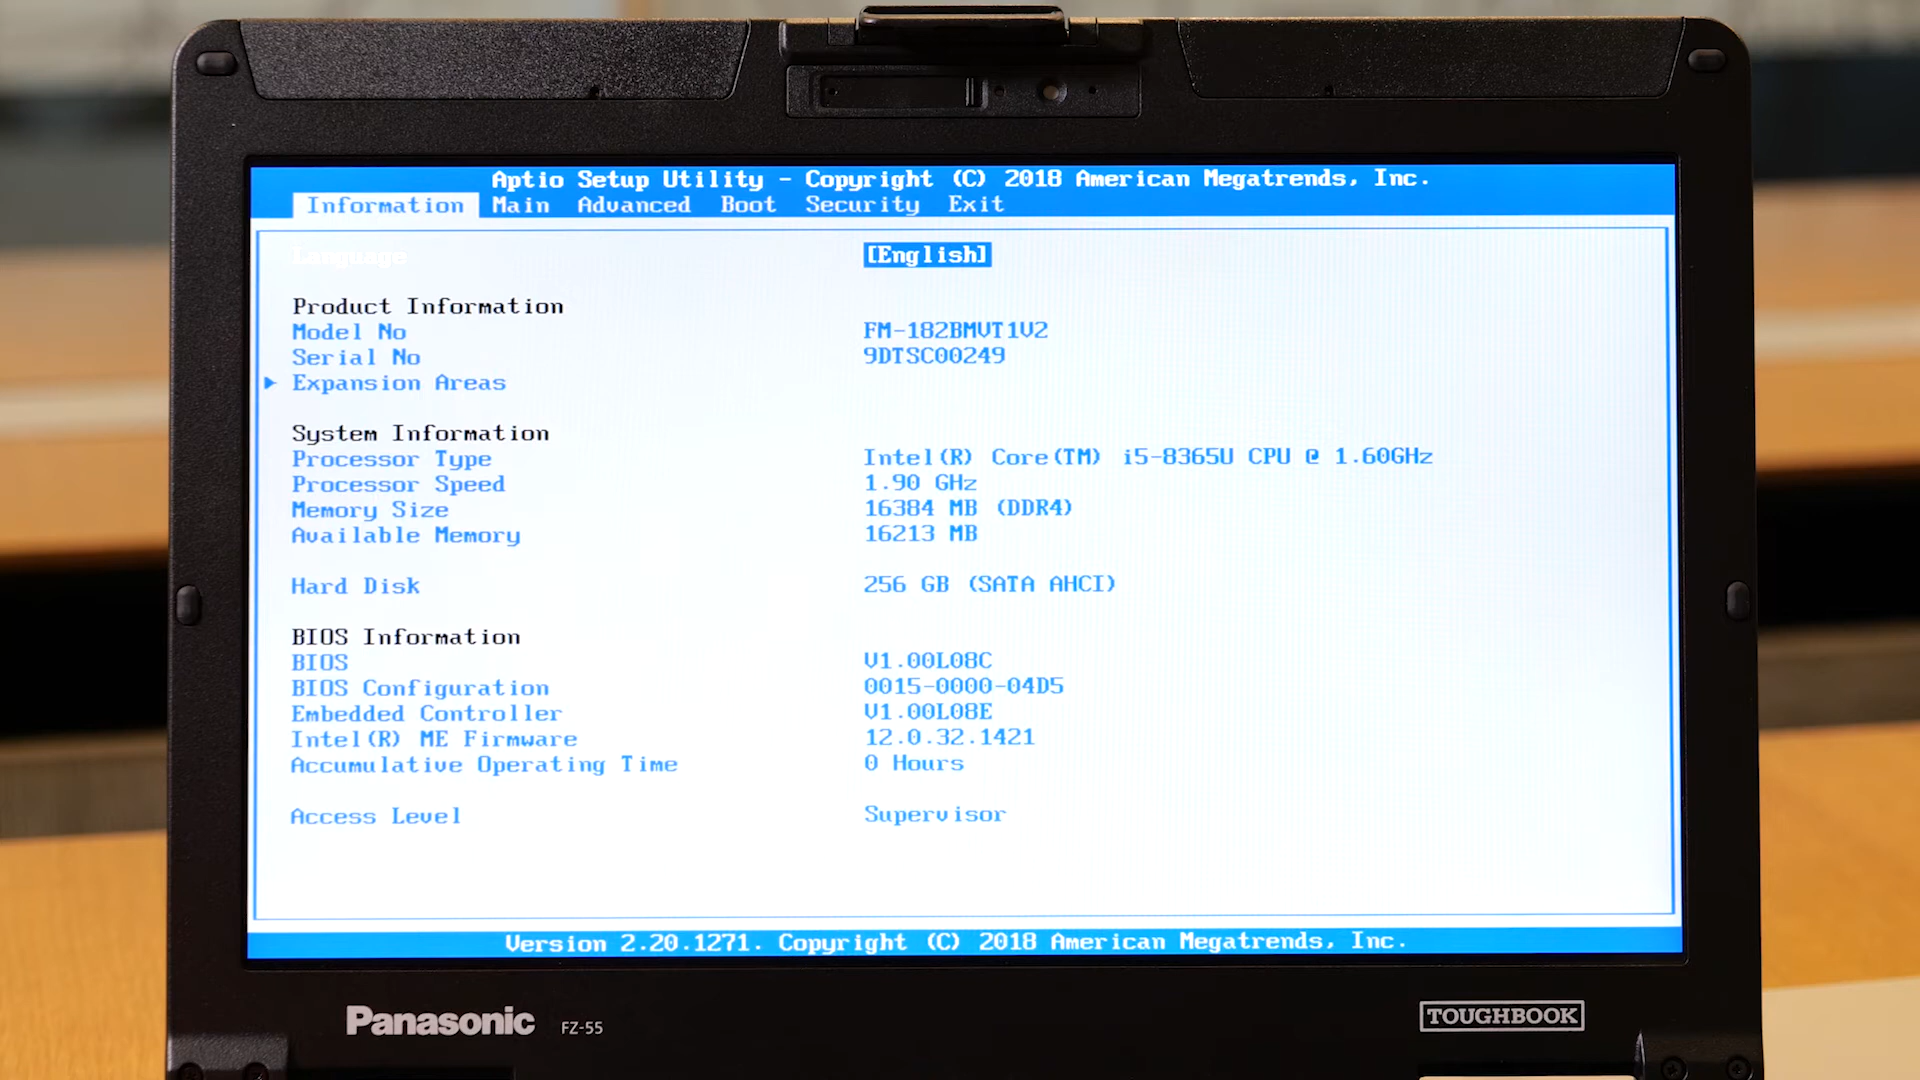 Aptio Setup Utility - Copyright (C) 2018 American Megatrends, Inc.
Information Main Advanced Boot Security Exit
Language [English]
Product Information
Model No FM-182BMVT1V2
Serial No 9DTSC00249
Expansion Areas
System Information
Processor Type Intel(R) Core(TM) i5-8365U CPU @ 1.60GHz
Processor Speed 1.90 GHz
Memory Size 16384 MB (DDR4)
Available Memory 16213 MB
Hard Disk 256 GB (SATA AHCI)
BIOS Information
BIOS V1.00L08C
BIOS Configuration 0015-0000-04D5
Embedded Controller V1.00L08E
Intel(R) ME Firmware 12.0.32.1421
Accumulative Operating Time 0 Hours
Access Level Supervisor
Version 2.20.1271. Copyright (C) 2018 American Megatrends, Inc.
Panasonic FZ-55 TOUGHBOOK